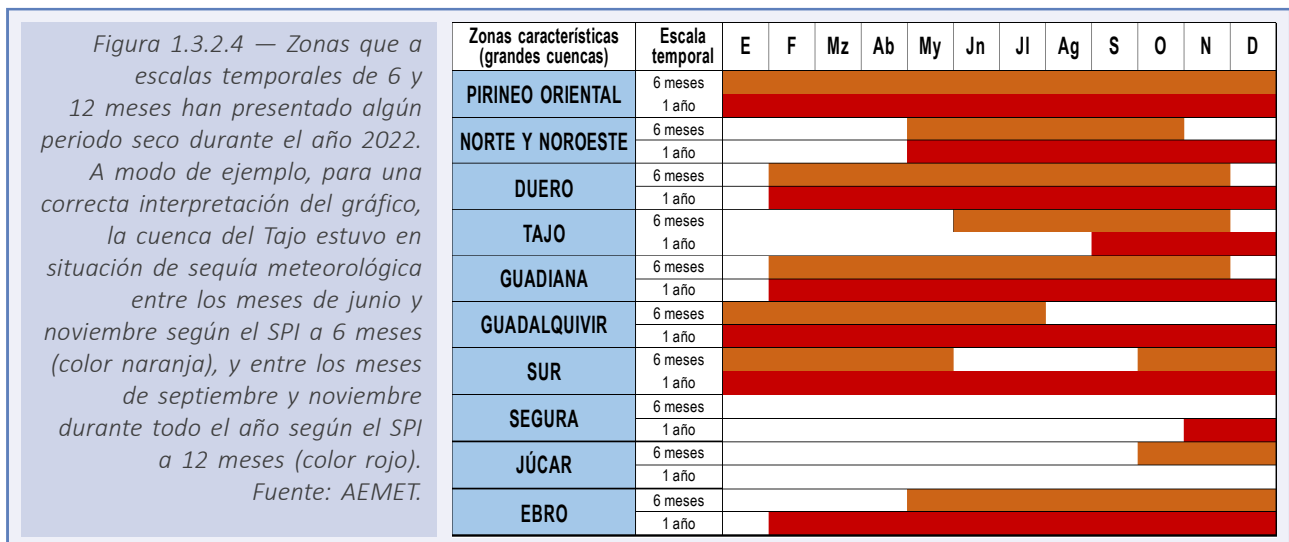 Figura 1.3.2.4 — Zonas que a
escalas temporales de 6 y
12 meses han presentado algún
periodo seco durante el año 2022.
A modo de ejemplo, para una
correcta interpretación del gráfico,
la cuenca del Tajo estuvo en
situación de sequía meteorológica
entre los meses de junio y
noviembre según el SPI a 6 meses
(color naranja), y entre los meses
de septiembre y noviembre
durante todo el año según el SPI
a 12 meses (color rojo).
Fuente: AEMET.
Zonas características
(grandes cuencas)
Escala
temporal
E F Mz Ab My Jn Jl Ag S O N D
PIRINEO ORIENTAL
6 meses
1 año
NORTE Y NOROESTE
6 meses
1 año
DUERO
6 meses
1 año
TAJO
6 meses
1 año
GUADIANA
6 meses
1 año
GUADALQUIVIR
6 meses
1 año
SUR
6 meses
1 año
SEGURA
6 meses
1 año
JÚCAR
6 meses
1 año
EBRO
6 meses
1 año